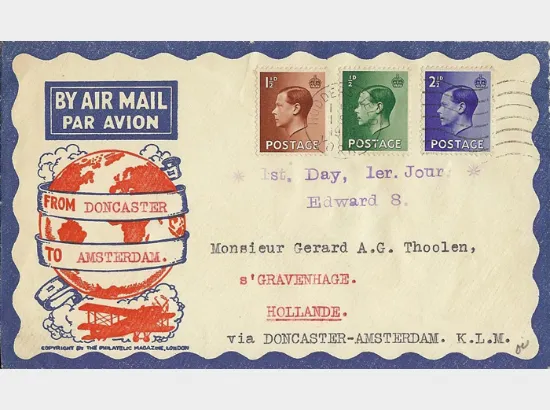 BY AIR MAIL
PAR AVION
1½D
POSTAGE
½D
POSTAGE
2½D
POSTAGE
* 1st. Day, 1er. Jour *
Edward 8.
FROM DONCASTER
TO AMSTERDAM.
Monsieur Gerard A.G. Thoolen,
s'GRAVENHAGE.
HOLLANDE.
via DONCASTER-AMSTERDAM. K.L.M.
COPYRIGHT BY THE PHILATELIC MAGAZINE, LONDON